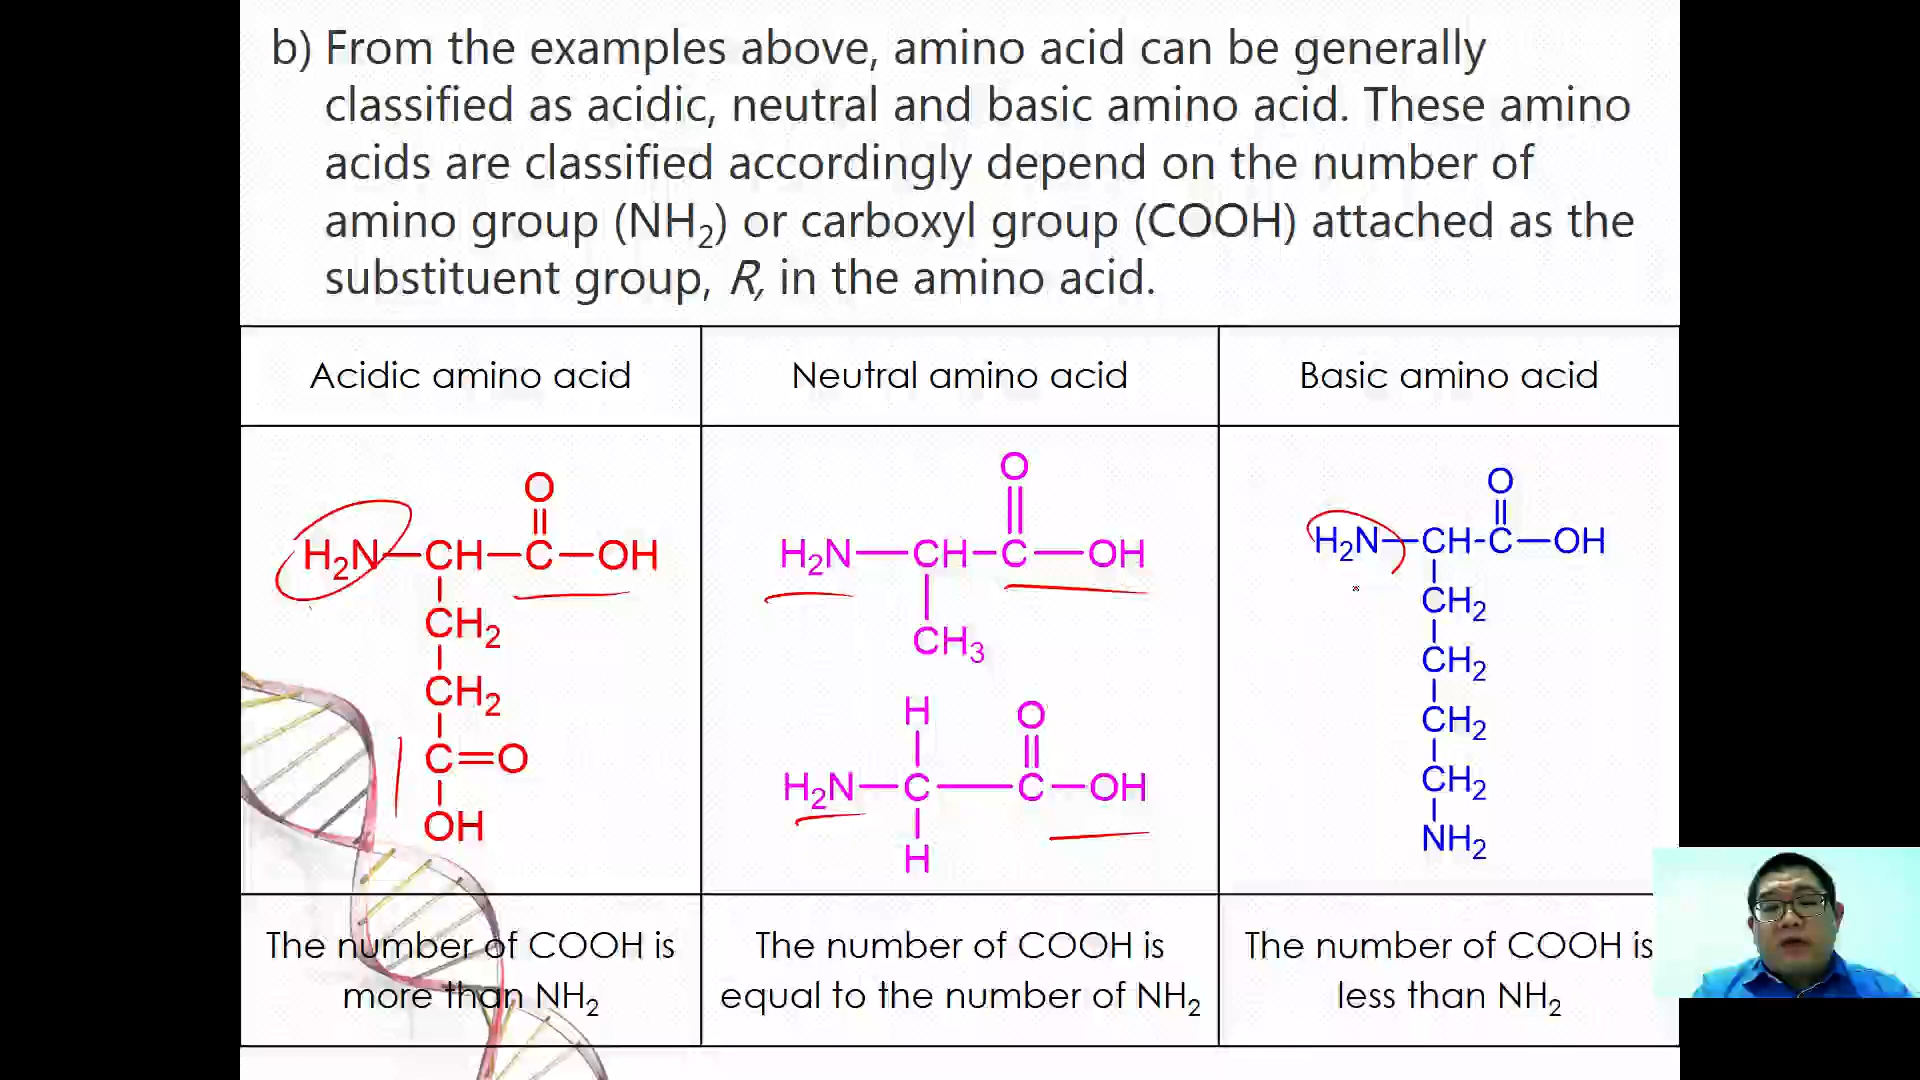 b) From the examples above, amino acid can be generally
classified as acidic, neutral and basic amino acid. These amino
acids are classified accordingly depend on the number of
amino group (NH₂) or carboxyl group (COOH) attached as the
substituent group, R, in the amino acid.
Acidic amino acid
Neutral amino acid
Basic amino acid
O
H₂N—CH—C—OH
CH₂
CH₂
C=O
OH
O
H₂N—CH-C—OH
CH₃
H
O
H₂N—C—C—OH
H
O
H₂N—CH-C—OH
CH₂
CH₂
CH₂
CH₂
NH₂
The number of COOH is
more than NH₂
The number of COOH is
equal to the number of NH₂
The number of COOH is
less than NH₂